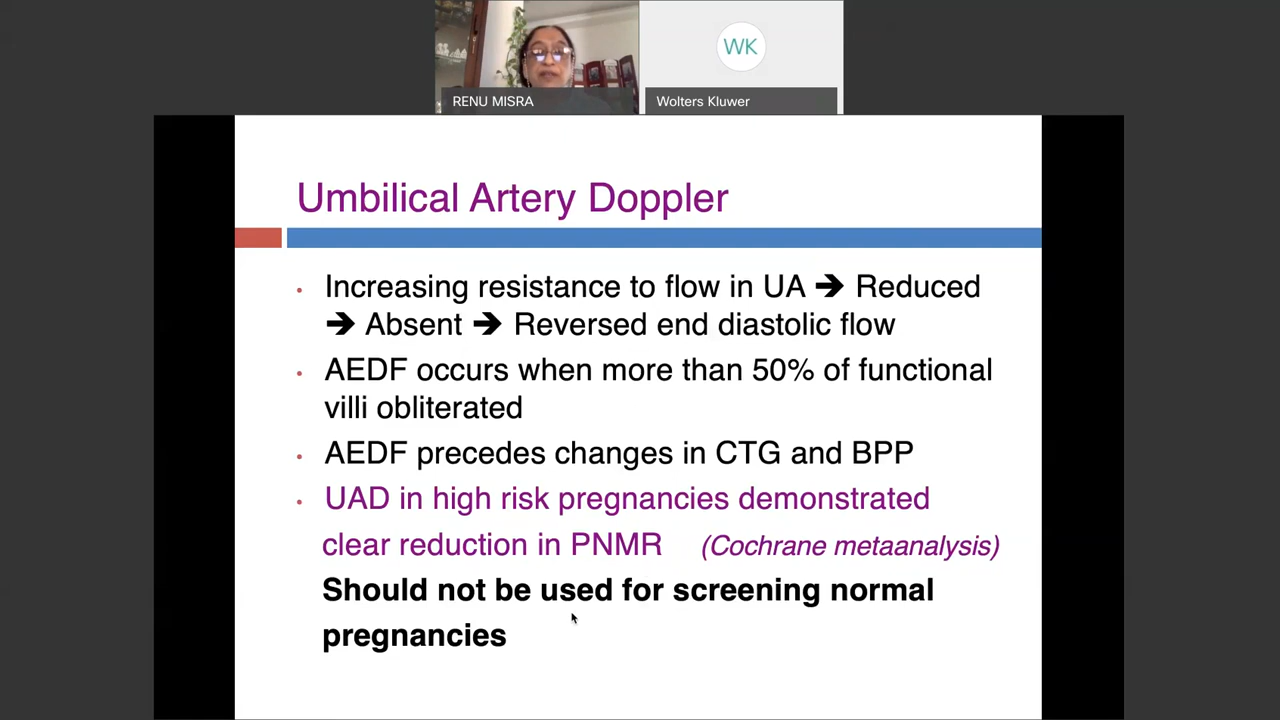 WK
RENU MISRA
Wolters Kluwer
Umbilical Artery Doppler
• Increasing resistance to flow in UA ➔ Reduced
➔ Absent ➔ Reversed end diastolic flow
• AEDF occurs when more than 50% of functional
villi obliterated
• AEDF precedes changes in CTG and BPP
• UAD in high risk pregnancies demonstrated
clear reduction in PNMR (Cochrane metaanalysis)
Should not be used for screening normal
pregnancies